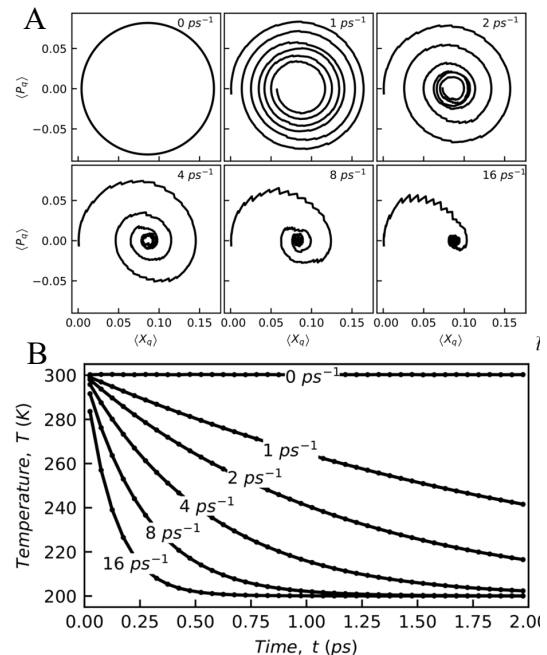 A
0 ps⁻¹ 1 ps⁻¹ 2 ps⁻¹
⟨P_q⟩ 0.05 0.00 −0.05
4 ps⁻¹ 8 ps⁻¹ 16 ps⁻¹
⟨P_q⟩ 0.05 0.00 −0.05
0.00 0.05 0.10 0.15 0.00 0.05 0.10 0.15 0.00 0.05 0.10 0.15
⟨X_q⟩ ⟨X_q⟩ ⟨X_q⟩
B
Temperature, T (K)
300
280
260
240
220
200
0 ps⁻¹
1 ps⁻¹
2 ps⁻¹
4 ps⁻¹
8 ps⁻¹
16 ps⁻¹
0.00 0.25 0.50 0.75 1.00 1.25 1.50 1.75
Time, t (ps)